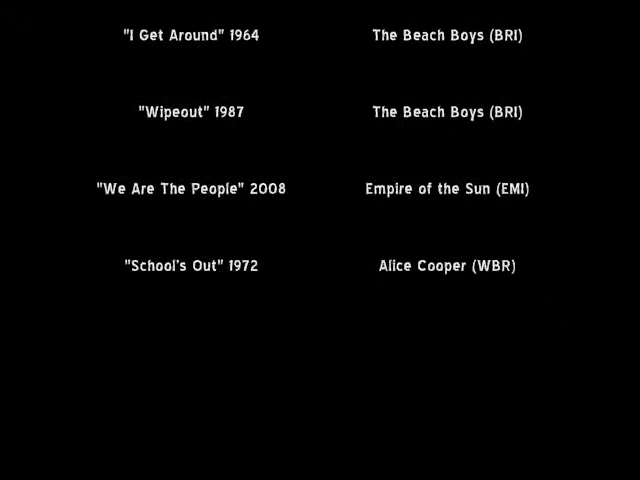 "I Get Around" 1964 The Beach Boys (BRI)
"Wipeout" 1987 The Beach Boys (BRI)
"We Are The People" 2008 Empire of the Sun (EMI)
"School's Out" 1972 Alice Cooper (WBR)